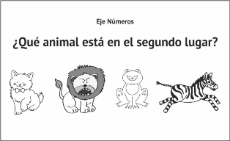 Eje Números
¿Qué animal está en el segundo lugar?